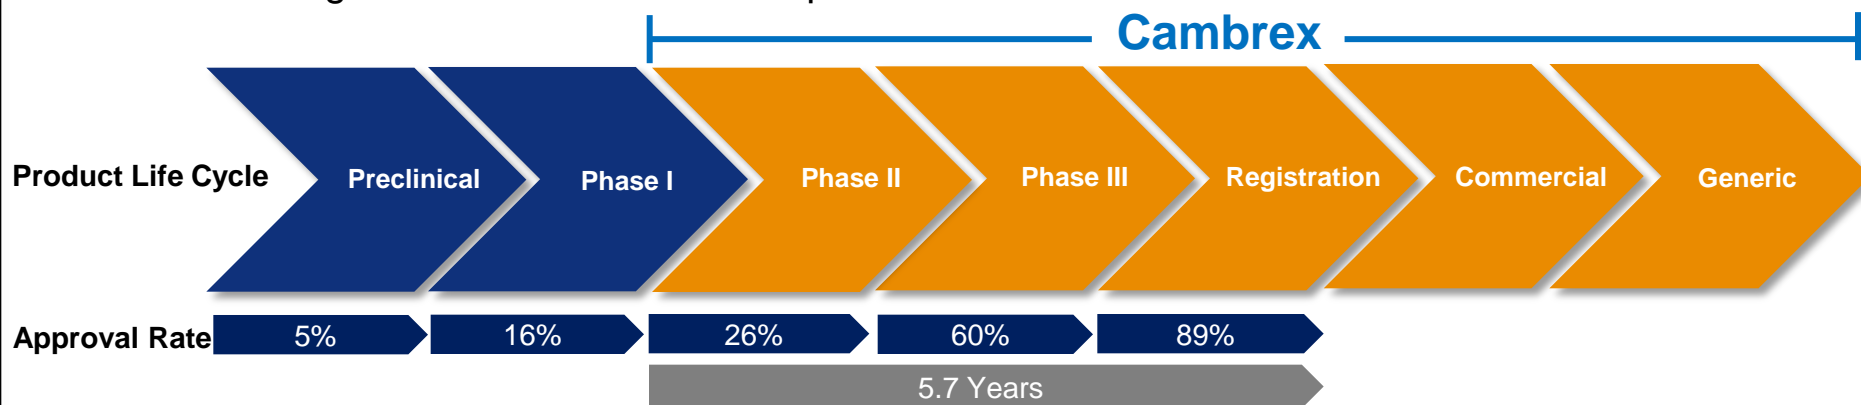 Cambrex
Product Life Cycle
Preclinical
Phase I
Phase II
Phase III
Registration
Commercial
Generic
Approval Rate
5%
16%
26%
60%
89%
5.7 Years